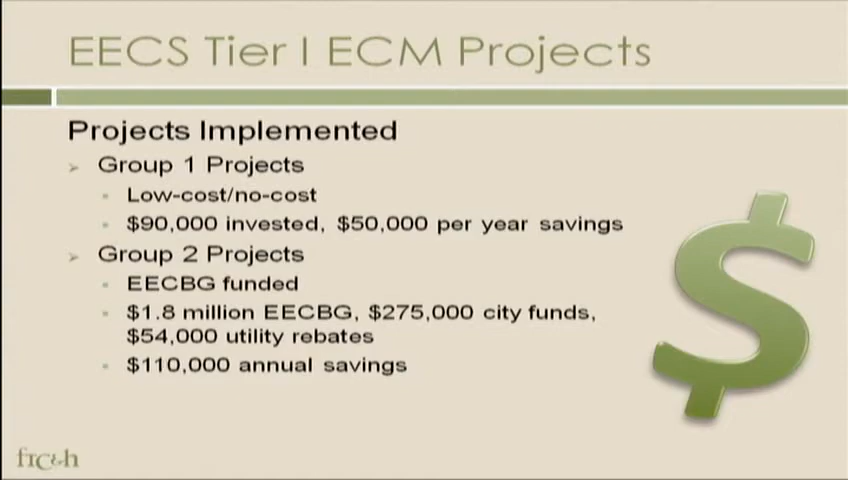 EECS Tier I ECM Projects
Projects Implemented
Group 1 Projects
Low-cost/no-cost
$90,000 invested, $50,000 per year savings
Group 2 Projects
EECBG funded
$1.8 million EECBG, $275,000 city funds,
$54,000 utility rebates
$110,000 annual savings
$
ftc&h